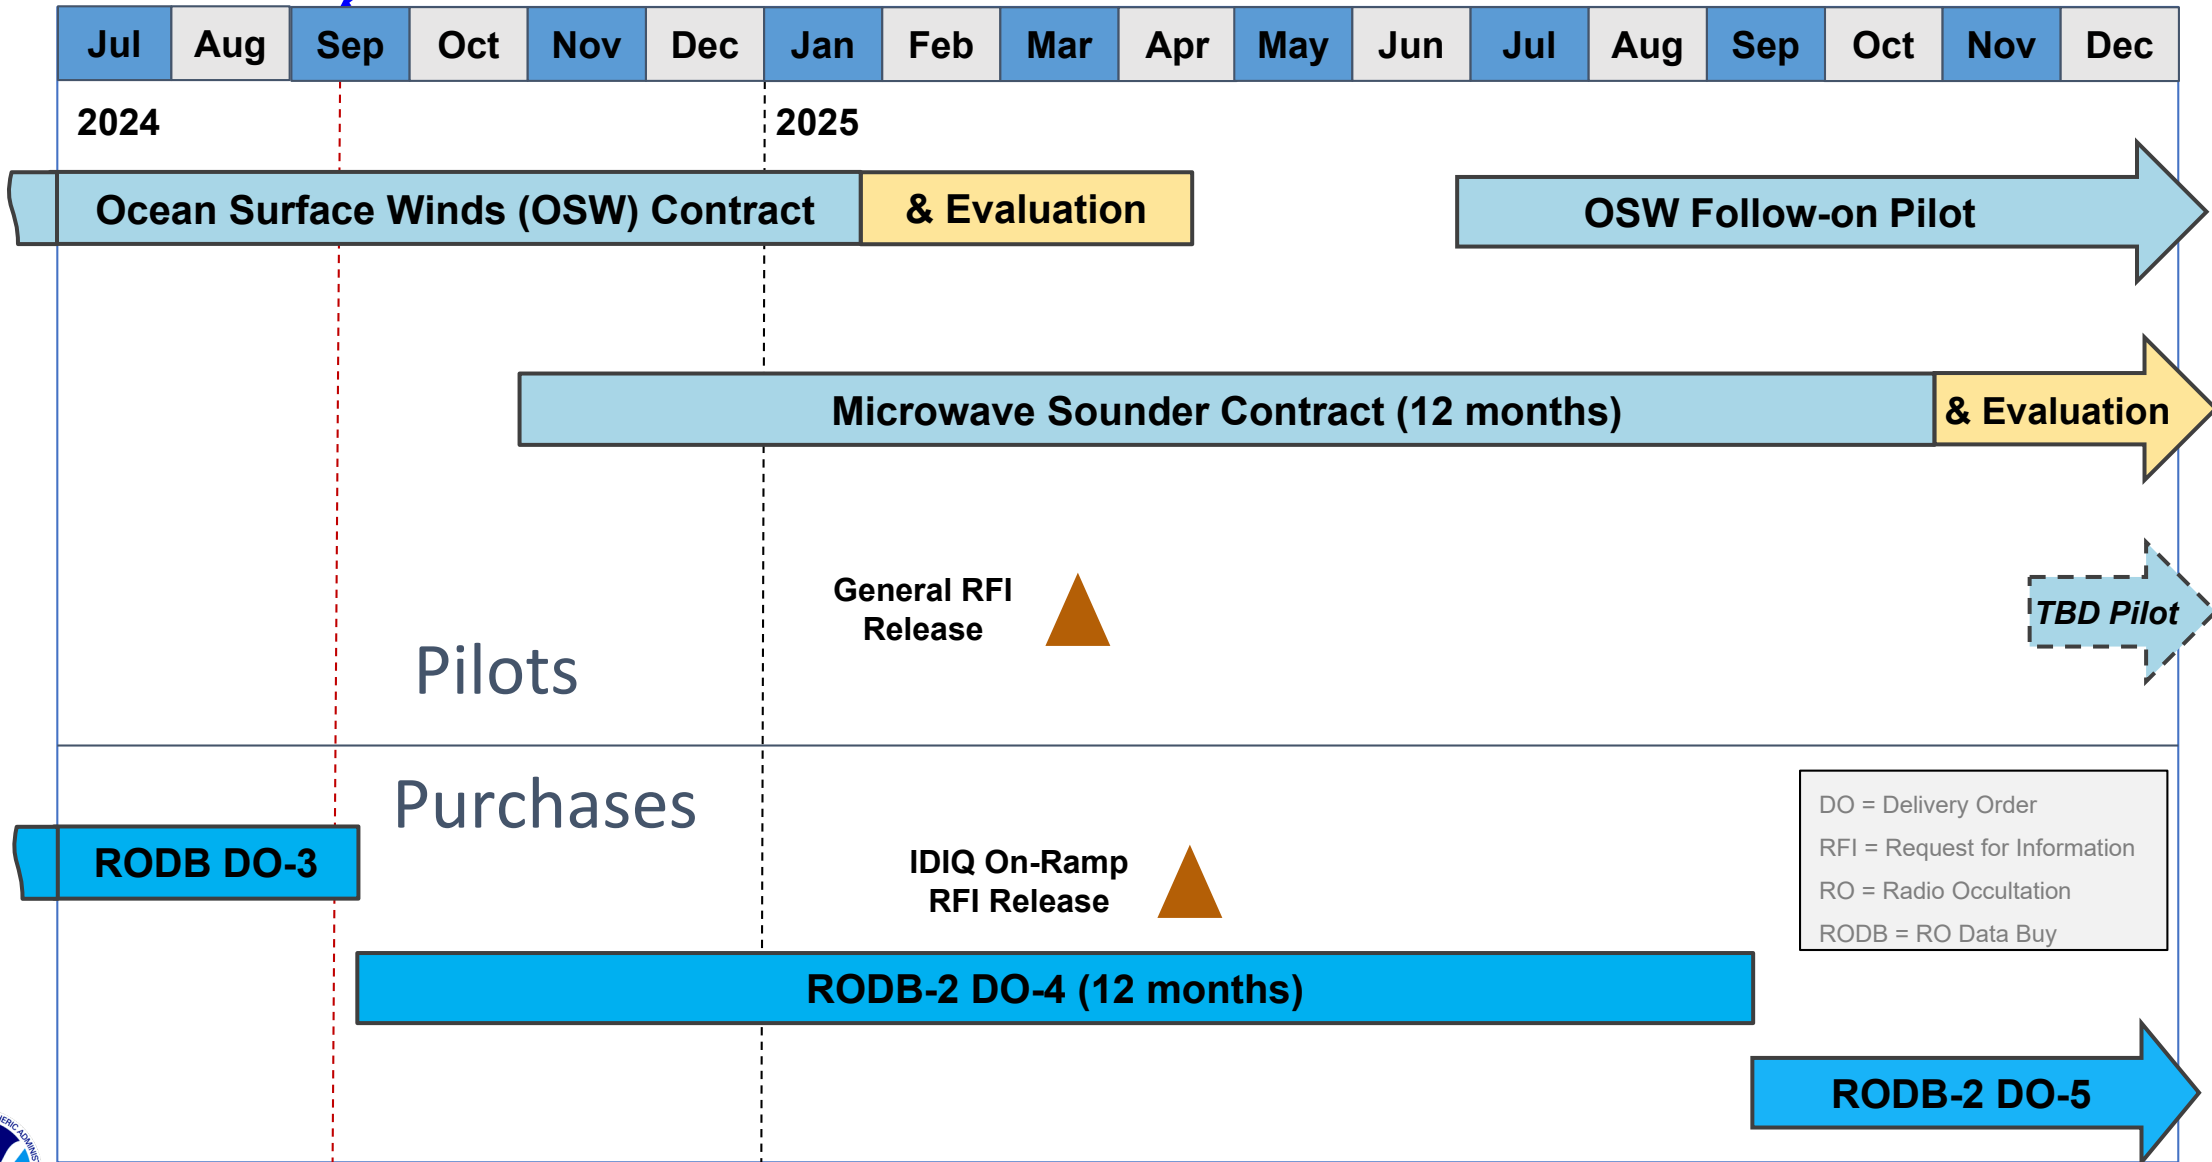 Jul Aug Sep Oct Nov Dec Jan Feb Mar Apr May Jun Jul Aug Sep Oct Nov Dec
2024 2025
Ocean Surface Winds (OSW) Contract & Evaluation OSW Follow-on Pilot
Microwave Sounder Contract (12 months) & Evaluation
General RFI
Release
TBD Pilot
Pilots
Purchases
DO = Delivery Order
RFI = Request for Information
RO = Radio Occultation
RODB = RO Data Buy
RODB DO-3
IDIQ On-Ramp
RFI Release
RODB-2 DO-4 (12 months)
RODB-2 DO-5